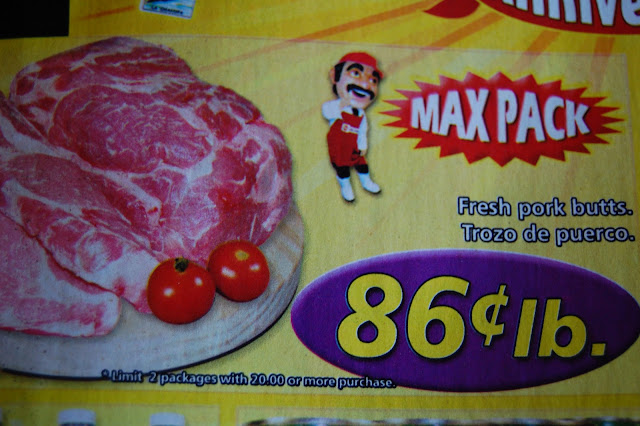 MAX PACK
Fresh pork butts.
Trozo de puerco.
86¢ lb.
* Limit 2 packages with 20.00 or more purchase.